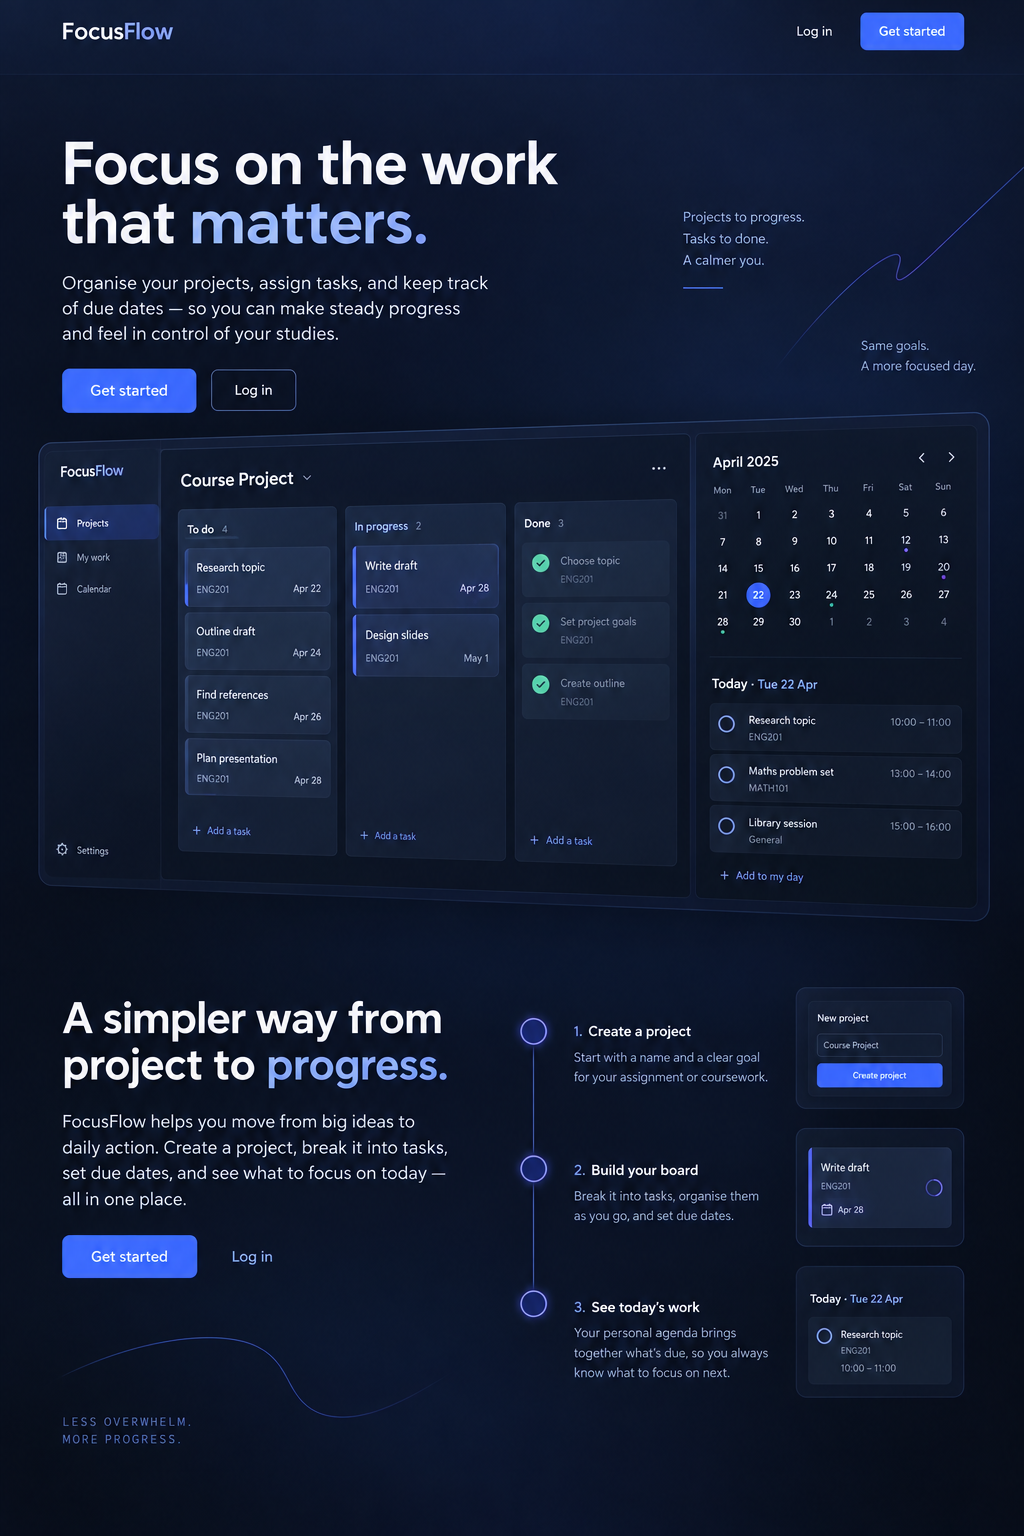 FocusFlow
Log in
Get started
Focus on the work
that matters.
Organise your projects, assign tasks, and keep track
of due dates — so you can make steady progress
and feel in control of your studies.
Get started
Log in
Projects to progress.
Tasks to done.
A calmer you.
Same goals.
A more focused day.
FocusFlow
Projects
My work
Calendar
Settings
Course Project
To do 4
Research topic
ENG201 Apr 22
Outline draft
ENG201 Apr 24
Find references
ENG201 Apr 26
Plan presentation
ENG201 Apr 28
+ Add a task
In progress 2
Write draft
ENG201 Apr 28
Design slides
ENG201 May 1
+ Add a task
Done 3
Choose topic
ENG201
Set project goals
ENG201
Create outline
ENG201
+ Add a task
April 2025
Mon Tue Wed Thu Fri Sat Sun
31 1 2 3 4 5 6
7 8 9 10 11 12 13
14 15 16 17 18 19 20
21 22 23 24 25 26 27
28 29 30 1 2 3 4
Today · Tue 22 Apr
Research topic 10:00 – 11:00
ENG201
Maths problem set 13:00 – 14:00
MATH101
Library session 15:00 – 16:00
General
+ Add to my day
A simpler way from
project to progress.
FocusFlow helps you move from big ideas to
daily action. Create a project, break it into tasks,
set due dates, and see what to focus on today —
all in one place.
Get started
Log in
LESS OVERWHELM.
MORE PROGRESS.
1. Create a project
Start with a name and a clear goal
for your assignment or coursework.
New project
Course Project
Create project
2. Build your board
Break it into tasks, organise them
as you go, and set due dates.
Write draft
ENG201
Apr 28
3. See today's work
Your personal agenda brings
together what's due, so you always
know what to focus on next.
Today · Tue 22 Apr
Research topic
ENG201
10:00 – 11:00